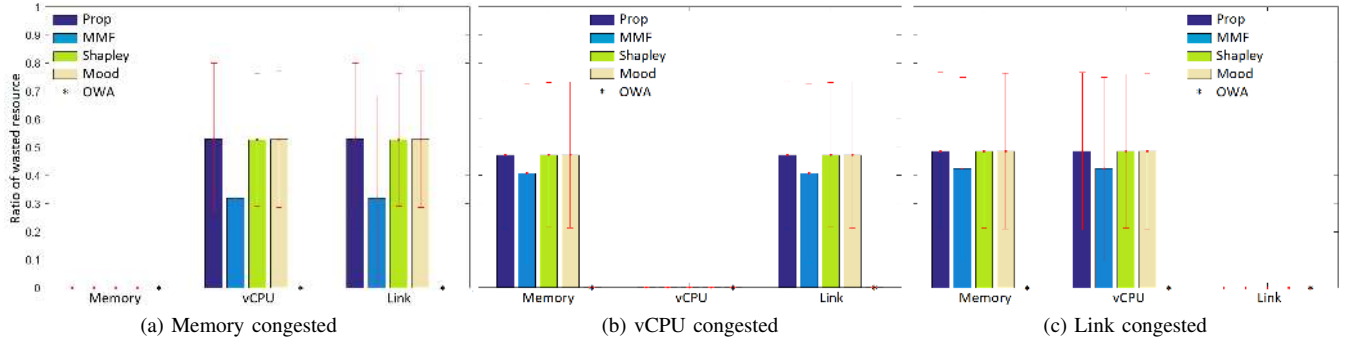 Ratio of wasted resource
1
0.9
0.8
0.7
0.6
0.5
0.4
0.3
0.2
0.1
0
Prop
MMF
Shapley
Mood
* OWA
Memory
vCPU
Link
(a) Memory congested
Prop
MMF
Shapley
Mood
* OWA
Memory
vCPU
Link
(b) vCPU congested
Prop
MMF
Shapley
Mood
* OWA
Memory
vCPU
Link
(c) Link congested